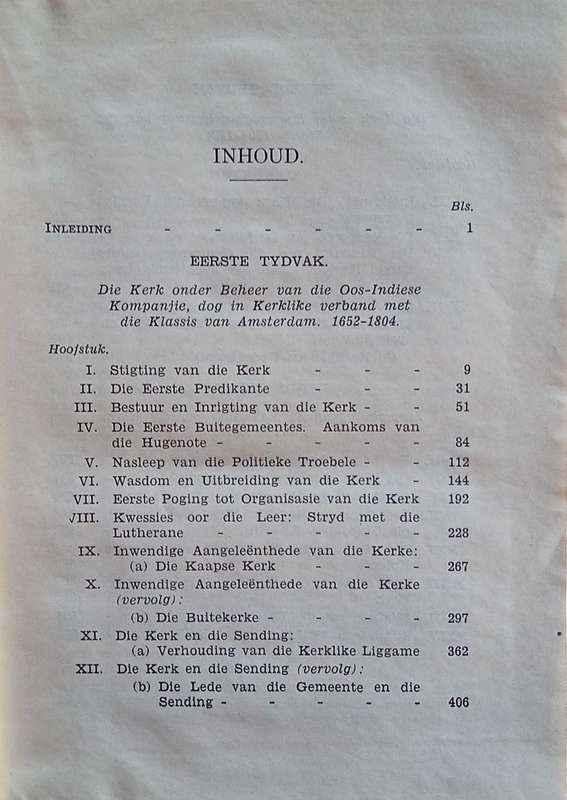 INHOUD.
Bls.
INLEIDING - - - - - - 1
EERSTE TYDVAK.
Die Kerk onder Beheer van die Oos-Indiese
Kompanjie, dog in Kerklike verband met
die Klassis van Amsterdam. 1652-1804.
Hoofstuk.
I. Stigting van die Kerk - - - 9
II. Die Eerste Predikante - - - 31
III. Bestuur en Inrigting van die Kerk - - 51
IV. Die Eerste Buitegemeentes. Aankoms van
die Hugenote - - - - - 84
V. Nasleep van die Politieke Troebele - - 112
VI. Wasdom en Uitbreiding van die Kerk - 144
VII. Eerste Poging tot Organisasie van die Kerk 192
VIII. Kwessies oor die Leer: Stryd met die
Lutherane - - - - - 228
IX. Inwendige Aangeleënthede van die Kerke:
(a) Die Kaapse Kerk - - - 267
X. Inwendige Aangeleënthede van die Kerke
(vervolg):
(b) Die Buitekerke - - - - 297
XI. Die Kerk en die Sending:
(a) Verhouding van die Kerklike Liggame 362
XII. Die Kerk en die Sending (vervolg):
(b) Die Lede van die Gemeente en die
Sending - - - - - 406